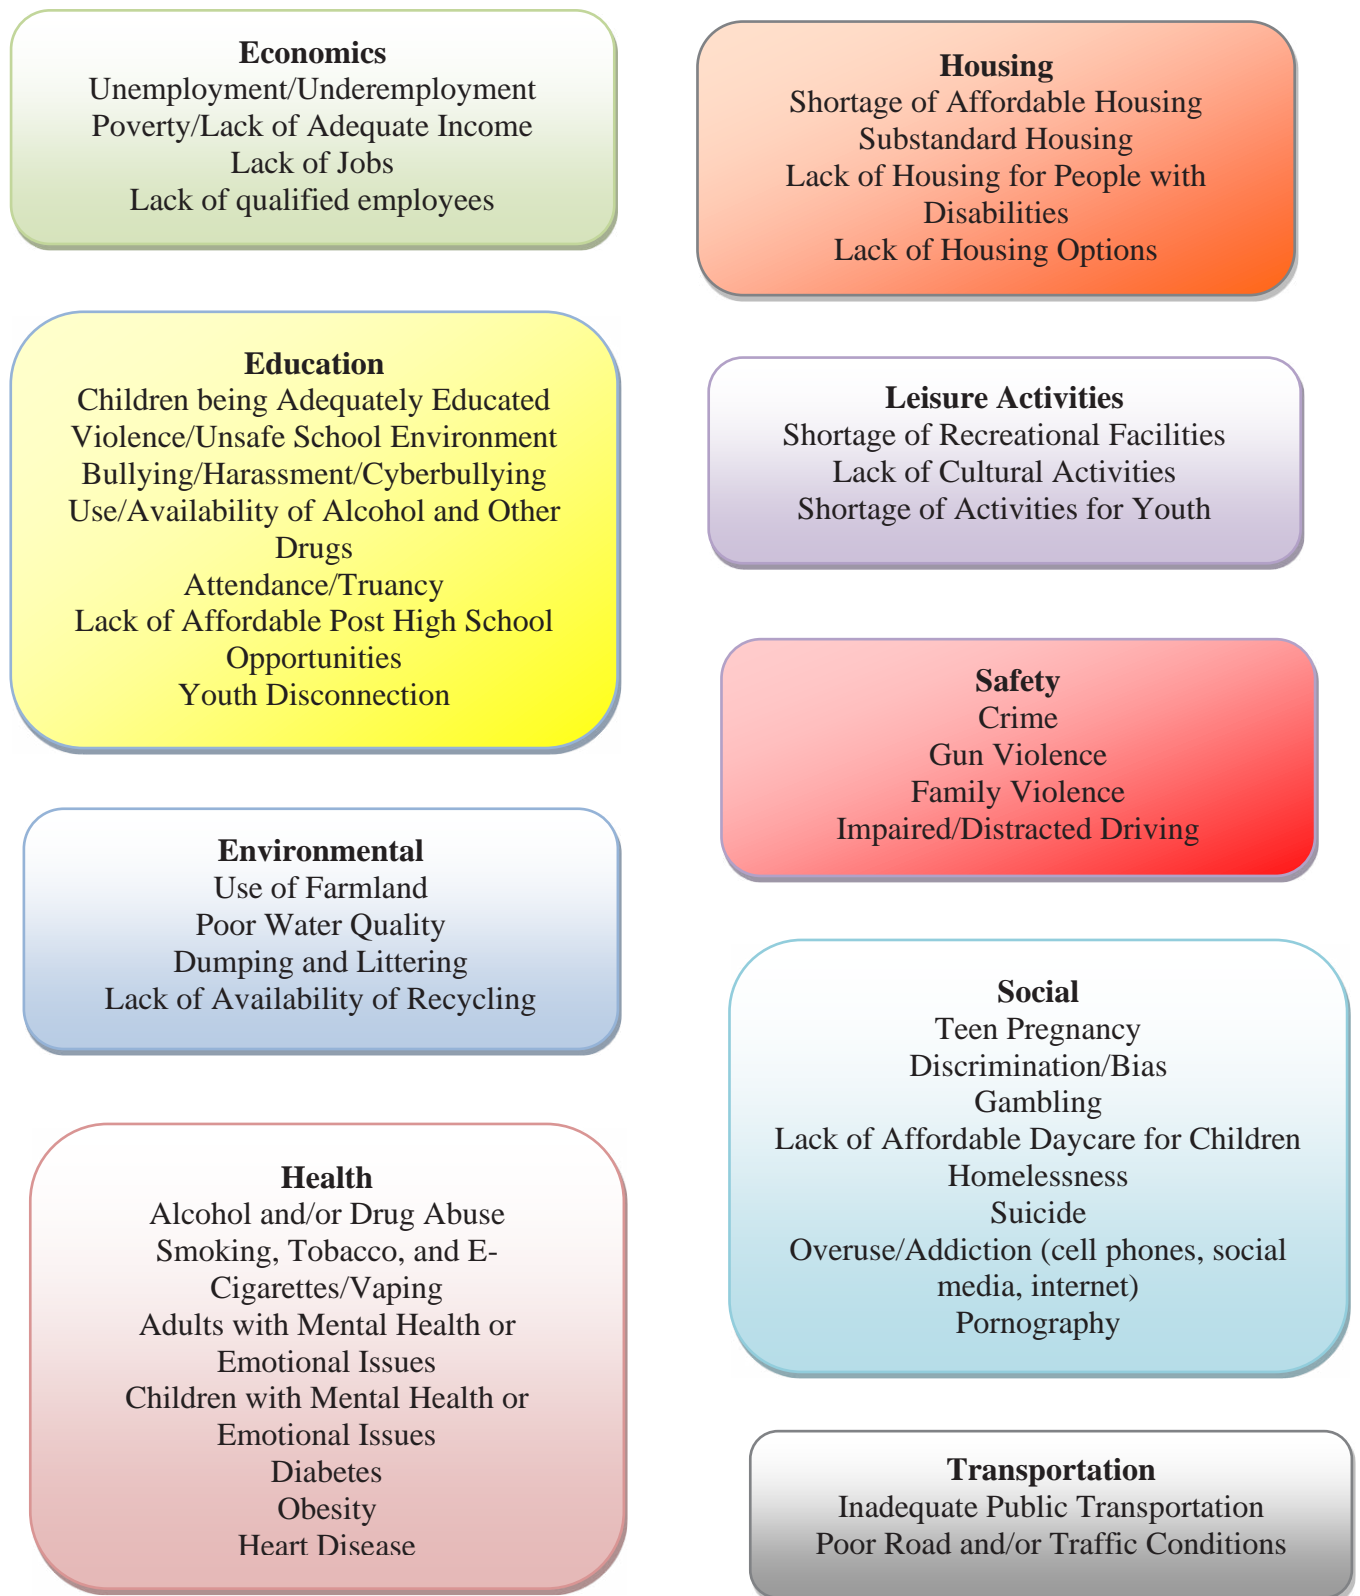 Economics
Unemployment/Underemployment
Poverty/Lack of Adequate Income
Lack of Jobs
Lack of qualified employees
Education
Children being Adequately Educated
Violence/Unsafe School Environment
Bullying/Harassment/Cyberbullying
Use/Availability of Alcohol and Other
Drugs
Attendance/Truancy
Lack of Affordable Post High School
Opportunities
Youth Disconnection
Environmental
Use of Farmland
Poor Water Quality
Dumping and Littering
Lack of Availability of Recycling
Health
Alcohol and/or Drug Abuse
Smoking, Tobacco, and E-
Cigarettes/Vaping
Adults with Mental Health or
Emotional Issues
Children with Mental Health or
Emotional Issues
Diabetes
Obesity
Heart Disease
Housing
Shortage of Affordable Housing
Substandard Housing
Lack of Housing for People with
Disabilities
Lack of Housing Options
Leisure Activities
Shortage of Recreational Facilities
Lack of Cultural Activities
Shortage of Activities for Youth
Safety
Crime
Gun Violence
Family Violence
Impaired/Distracted Driving
Social
Teen Pregnancy
Discrimination/Bias
Gambling
Lack of Affordable Daycare for Children
Homelessness
Suicide
Overuse/Addiction (cell phones, social
media, internet)
Pornography
Transportation
Inadequate Public Transportation
Poor Road and/or Traffic Conditions